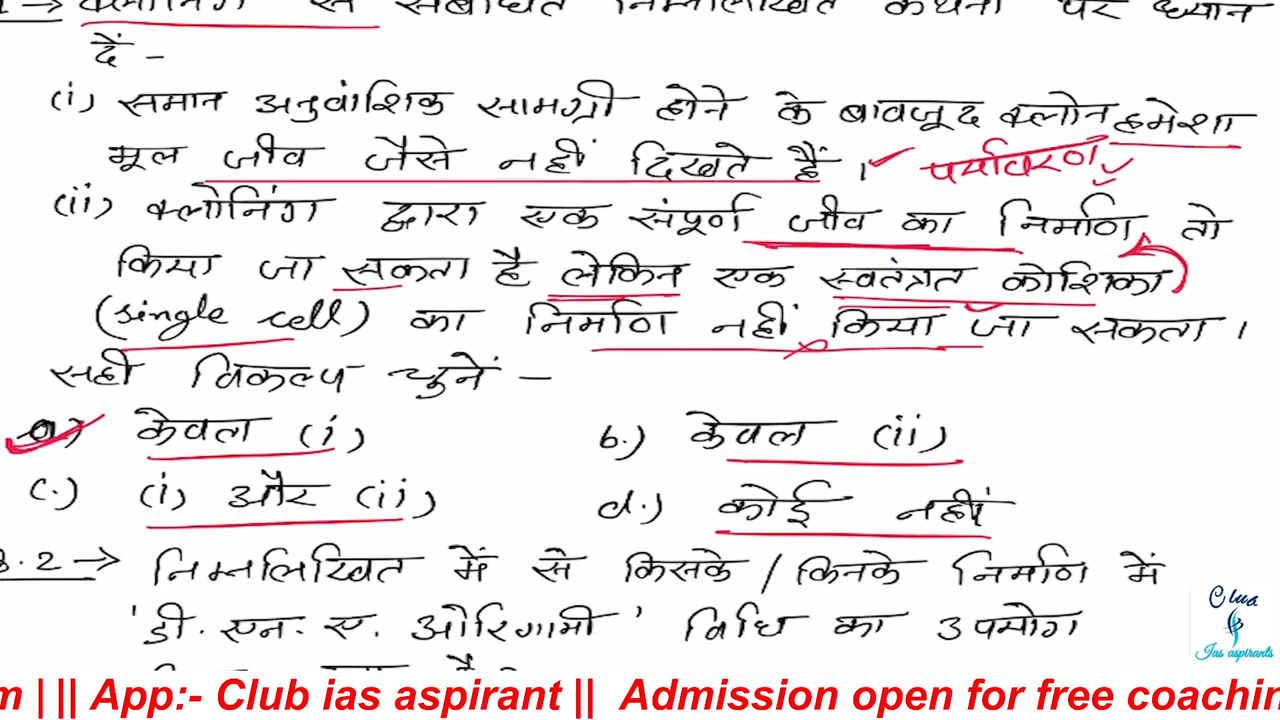 क्लोनिंग से संबंधित निम्नलिखित कथनों पर ध्यान
दें -
(i) समान अनुवांशिक सामग्री होने के बावजूद क्लोन हमेशा
मूल जीव जैसे नहीं दिखते हैं । पर्यावरण
(ii) क्लोनिंग द्वारा एक संपूर्ण जीव का निर्माण तो
किया जा सकता है लेकिन एक स्वतंत्रत कोशिका
(single cell) का निर्माण नहीं किया जा सकता ।
सही विकल्प चुनें -
a) केवल (i)
b.) केवल (ii)
c.) (i) और (ii)
d.) कोई नहीं
.2 → निम्नलिखित में से किसके / किनके निर्माण में
'डी. एन. ए. ओरिगामी' विधि का उपयोग
Club
Ias aspirants
m | || App:- Club ias aspirant || Admission open for free coachin